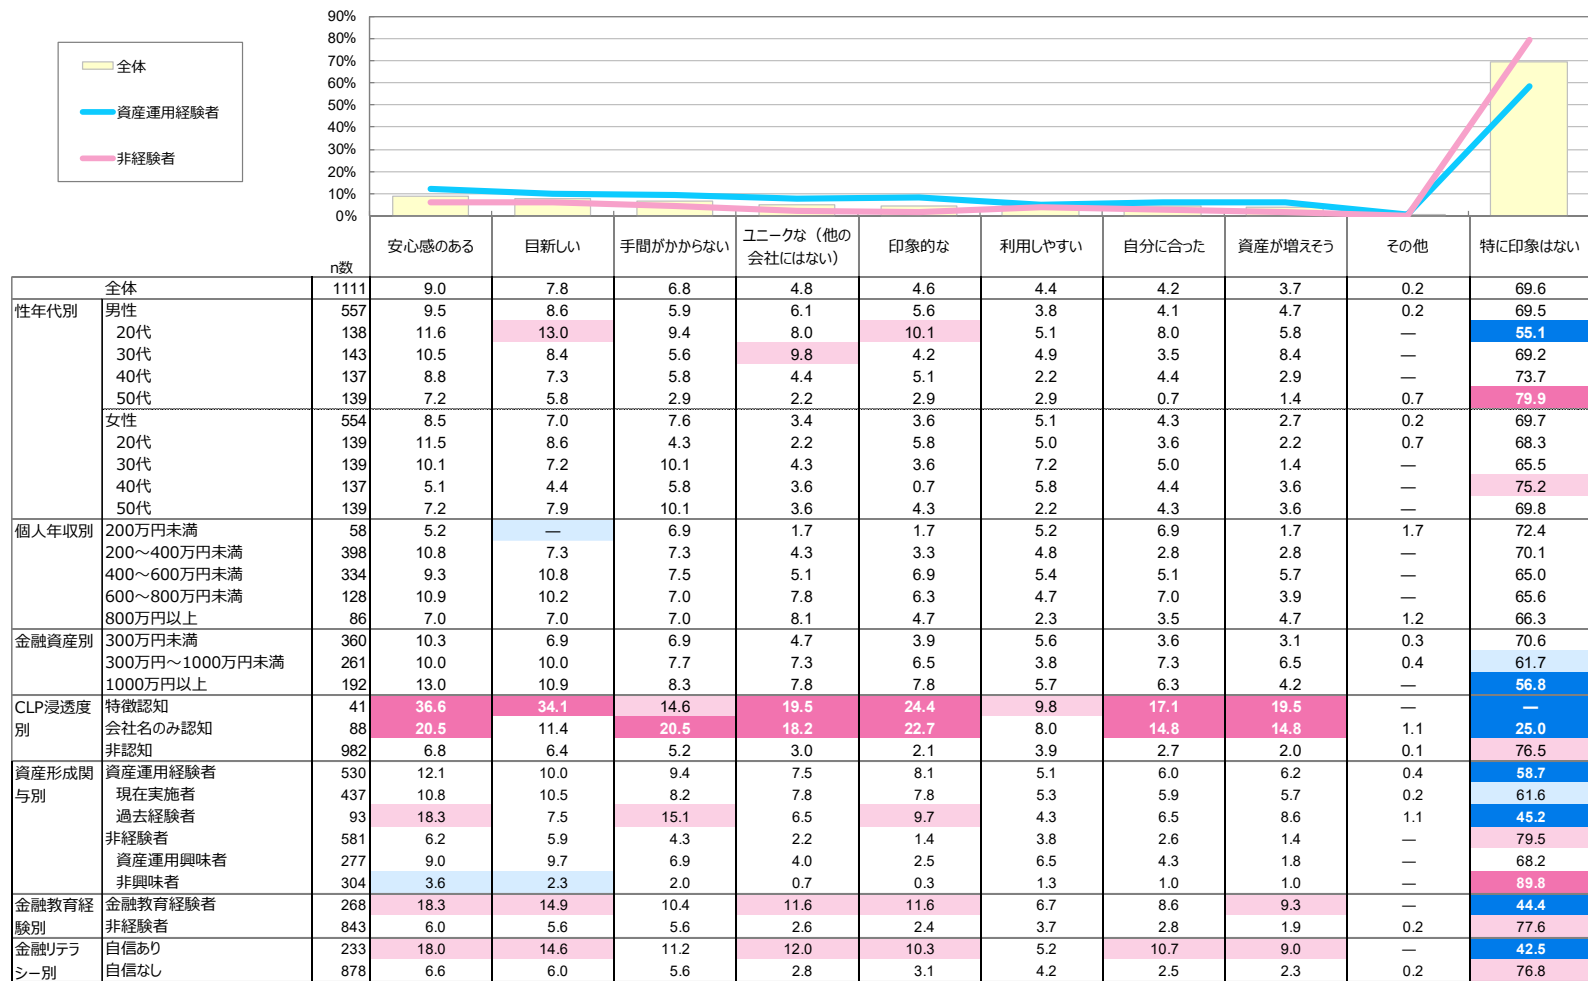 90%
80%
70%
60%
50%
40%
30%
20%
10%
0%
全体
資産運用経験者
非経験者
n数 安心感のある 目新しい 手間がかからない ユニークな（他の会社にはない） 印象的な 利用しやすい 自分に合った 資産が増えそう その他 特に印象はない
全体 1111 9.0 7.8 6.8 4.8 4.6 4.4 4.2 3.7 0.2 69.6
性年代別 男性 557 9.5 8.6 5.9 6.1 5.6 3.8 4.1 4.7 0.2 69.5
20代 138 11.6 13.0 9.4 8.0 10.1 5.1 8.0 5.8 — 55.1
30代 143 10.5 8.4 5.6 9.8 4.2 4.9 3.5 8.4 — 69.2
40代 137 8.8 7.3 5.8 4.4 5.1 2.2 4.4 2.9 — 73.7
50代 139 7.2 5.8 2.9 2.2 2.9 2.9 0.7 1.4 0.7 79.9
女性 554 8.5 7.0 7.6 3.4 3.6 5.1 4.3 2.7 0.2 69.7
20代 139 11.5 8.6 4.3 2.2 5.8 5.0 3.6 2.2 0.7 68.3
30代 139 10.1 7.2 10.1 4.3 3.6 7.2 5.0 1.4 — 65.5
40代 137 5.1 4.4 5.8 3.6 0.7 5.8 4.4 3.6 — 75.2
50代 139 7.2 7.9 10.1 3.6 4.3 2.2 4.3 3.6 — 69.8
個人年収別 200万円未満 58 5.2 — 6.9 1.7 1.7 5.2 6.9 1.7 1.7 72.4
200～400万円未満 398 10.8 7.3 7.3 4.3 3.3 4.8 2.8 2.8 — 70.1
400～600万円未満 334 9.3 10.8 7.5 5.1 6.9 5.4 5.1 5.7 — 65.0
600～800万円未満 128 10.9 10.2 7.0 7.8 6.3 4.7 7.0 3.9 — 65.6
800万円以上 86 7.0 7.0 7.0 8.1 4.7 2.3 3.5 4.7 1.2 66.3
金融資産別 300万円未満 360 10.3 6.9 6.9 4.7 3.9 5.6 3.6 3.1 0.3 70.6
300万円～1000万円未満 261 10.0 10.0 7.7 7.3 6.5 3.8 7.3 6.5 0.4 61.7
1000万円以上 192 13.0 10.9 8.3 7.8 7.8 5.7 6.3 4.2 — 56.8
CLP浸透度 特徴認知 41 36.6 34.1 14.6 19.5 24.4 9.8 17.1 19.5 — —
別 会社名のみ認知 88 20.5 11.4 20.5 18.2 22.7 8.0 14.8 14.8 1.1 25.0
非認知 982 6.8 6.4 5.2 3.0 2.1 3.9 2.7 2.0 0.1 76.5
資産形成関 資産運用経験者 530 12.1 10.0 9.4 7.5 8.1 5.1 6.0 6.2 0.4 58.7
与別 現在実施者 437 10.8 10.5 8.2 7.8 7.8 5.3 5.9 5.7 0.2 61.6
過去経験者 93 18.3 7.5 15.1 6.5 9.7 4.3 6.5 8.6 1.1 45.2
非経験者 581 6.2 5.9 4.3 2.2 1.4 3.8 2.6 1.4 — 79.5
資産運用興味者 277 9.0 9.7 6.9 4.0 2.5 6.5 4.3 1.8 — 68.2
非興味者 304 3.6 2.3 2.0 0.7 0.3 1.3 1.0 1.0 — 89.8
金融教育経 金融教育経験者 268 18.3 14.9 10.4 11.6 11.6 6.7 8.6 9.3 — 44.4
験別 非経験者 843 6.0 5.6 5.6 2.6 2.4 3.7 2.8 1.9 0.2 77.6
金融リテラ 自信あり 233 18.0 14.6 11.2 12.0 10.3 5.2 10.7 9.0 — 42.5
シー別 自信なし 878 6.6 6.0 5.6 2.8 3.1 4.2 2.5 2.3 0.2 76.8